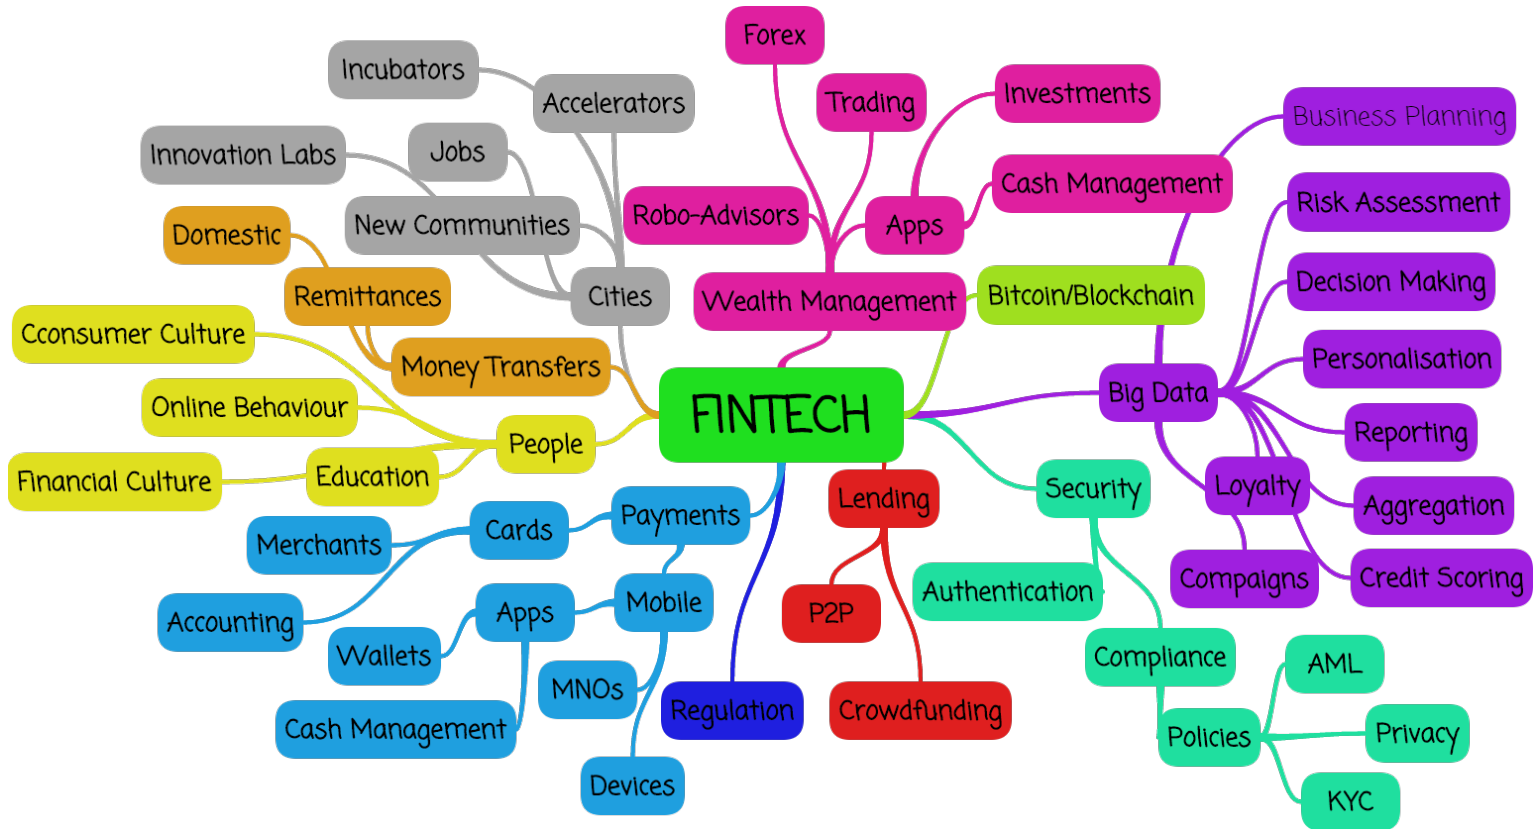 Forex
Incubators
Accelerators
Trading
Investments
Business Planning
Innovation Labs
Jobs
Cash Management
Risk Assessment
New Communities
Robo-Advisors
Apps
Domestic
Remittances
Cities
Wealth Management
Bitcoin/Blockchain
Decision Making
Cconsumer Culture
Money Transfers
Personalisation
Online Behaviour
FINTECH
Big Data
People
Reporting
Financial Culture
Education
Lending
Security
Loyalty
Aggregation
Merchants
Cards
Payments
Compaigns
Credit Scoring
Accounting
Apps
Mobile
P2P
Authentication
Wallets
MNOs
Compliance
AML
Cash Management
Regulation
Crowdfunding
Policies
Privacy
Devices
KYC